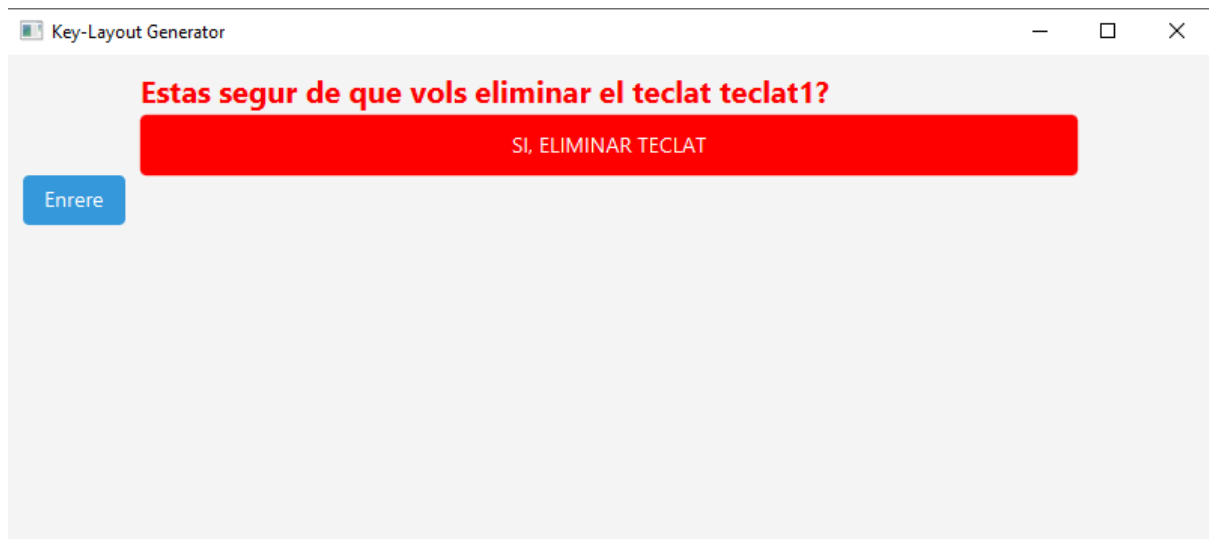 Key-Layout Generator
Estas segur de que vols eliminar el teclat teclat1?
SI, ELIMINAR TECLAT
Enrere